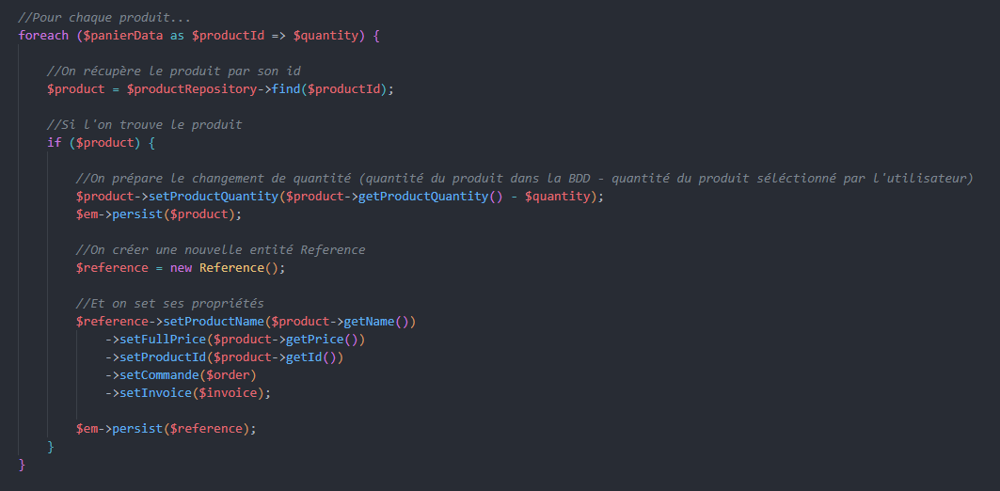 //Pour chaque produit...
foreach ($panierData as $productId => $quantity) {
//On récupère le produit par son id
$product = $productRepository->find($productId);
//Si l'on trouve le produit
if ($product) {
//On prépare le changement de quantité (quantité du produit dans la BDD - quantité du produit séléctionné par l'utilisateur)
$product->setProductQuantity($product->getProductQuantity() - $quantity);
$em->persist($product);
//On créer une nouvelle entité Reference
$reference = new Reference();
//Et on set ses propriétés
$reference->setProductName($product->getName())
->setFullPrice($product->getPrice())
->setProductId($product->getId())
->setCommande($order)
->setInvoice($invoice);
$em->persist($reference);
}
}